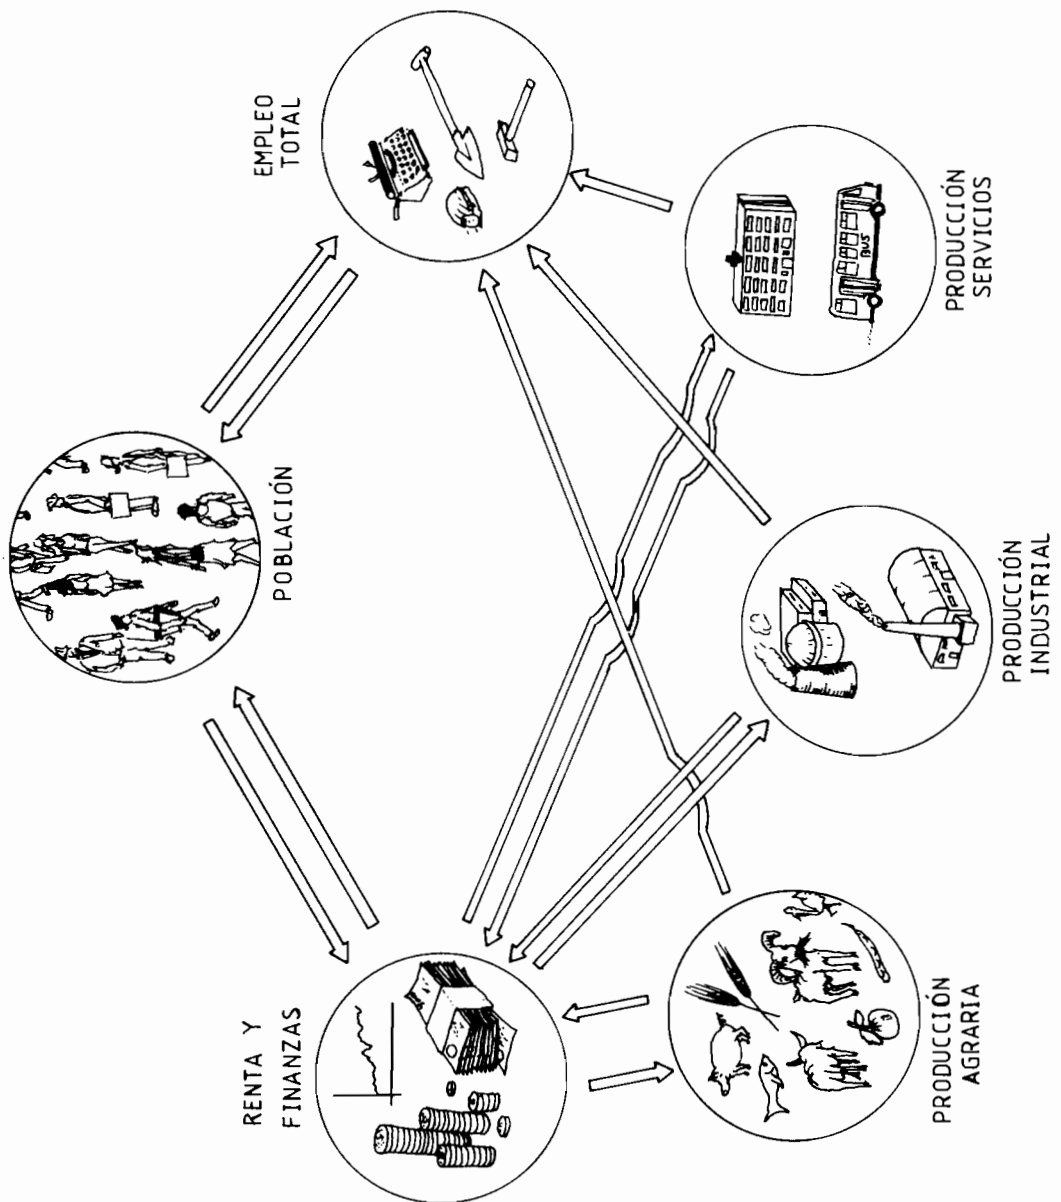 POBLACIÓN
RENTA Y
FINANZAS
EMPLEO
TOTAL
PRODUCCIÓN
AGRARIA
PRODUCCIÓN
INDUSTRIAL
PRODUCCIÓN
SERVICIOS
BUS